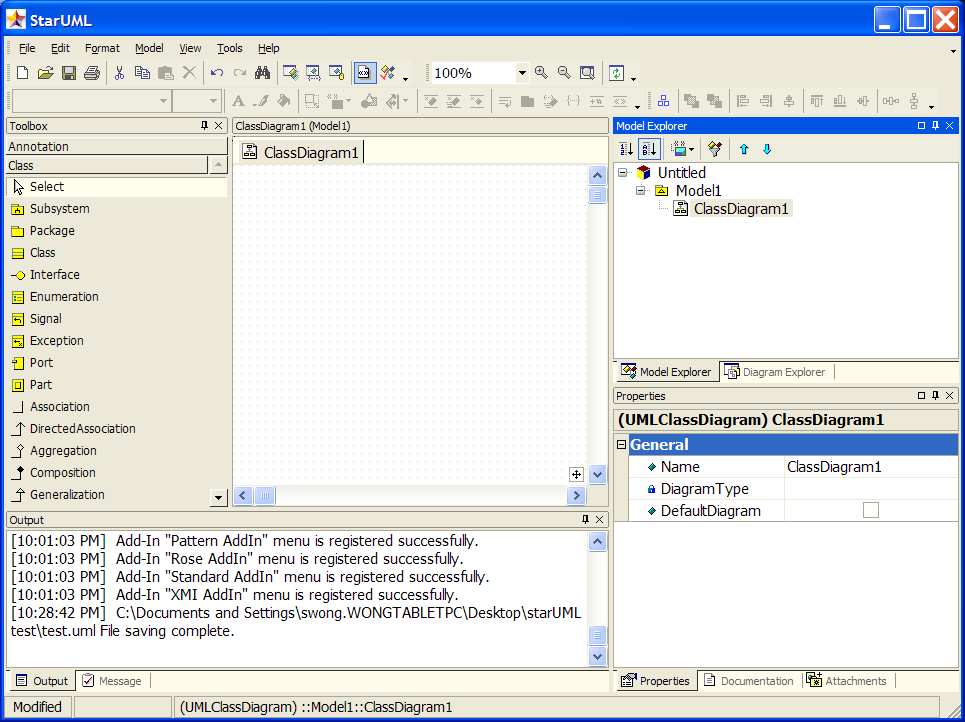 StarUML
File Edit Format Model View Tools Help
100%
Toolbox
Annotation
Class
Select
Subsystem
Package
Class
Interface
Enumeration
Signal
Exception
Port
Part
Association
DirectedAssociation
Aggregation
Composition
Generalization
ClassDiagram1 (Model1)
ClassDiagram1
Model Explorer
Untitled
Model1
ClassDiagram1
Model Explorer Diagram Explorer
Properties
(UMLClassDiagram) ClassDiagram1
General
Name ClassDiagram1
DiagramType
DefaultDiagram
Output
[10:01:03 PM] Add-In "Pattern AddIn" menu is registered successfully.
[10:01:03 PM] Add-In "Rose AddIn" menu is registered successfully.
[10:01:03 PM] Add-In "Standard AddIn" menu is registered successfully.
[10:01:03 PM] Add-In "XMI AddIn" menu is registered successfully.
[10:28:42 PM] C:\Documents and Settings\swong.WONGTABLETPC\Desktop\starUML
test\test.uml File saving complete.
Output Message
Properties Documentation Attachments
Modified (UMLClassDiagram) ::Model1::ClassDiagram1